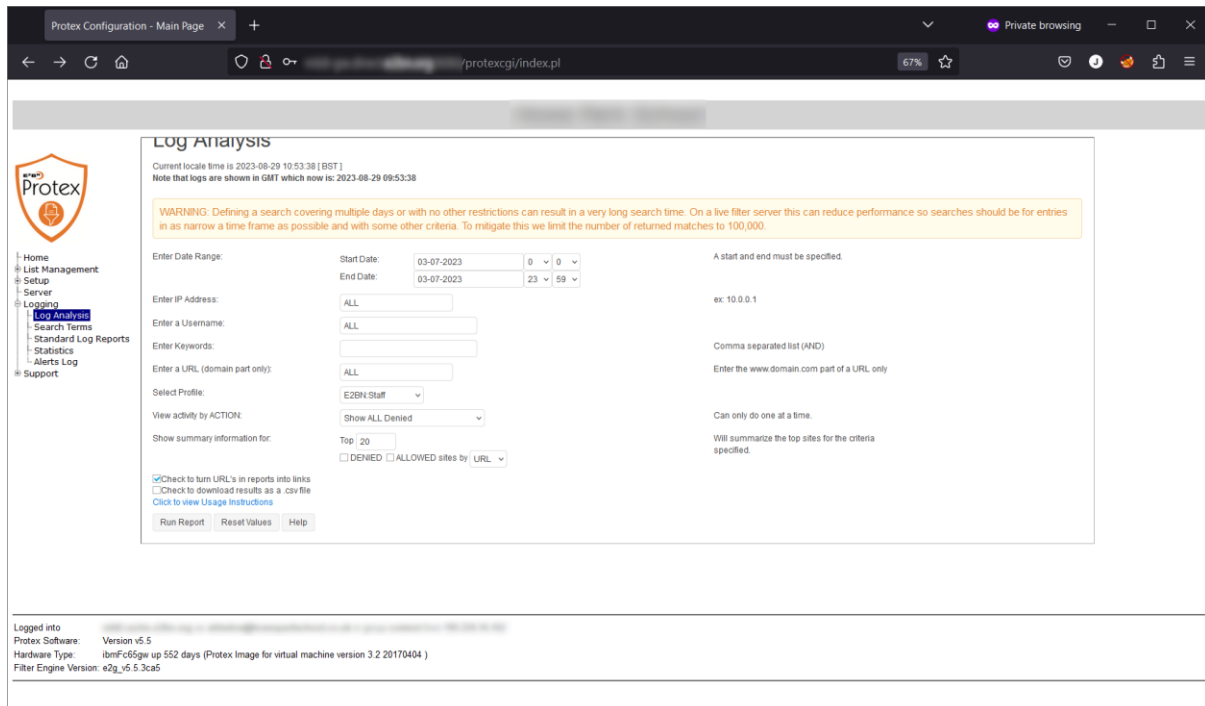 Protex Configuration - Main Page
Private browsing
/protexcgi/index.pl
67%
J
Log Analysis
Current locale time is 2023-08-29 10:53:38 [ BST ]
Note that logs are shown in GMT which now is: 2023-08-29 09:53:38
E2BN
Protex
WARNING: Defining a search covering multiple days or with no other restrictions can result in a very long search time. On a live filter server this can reduce performance so searches should be for entries
in as narrow a time frame as possible and with some other criteria. To mitigate this we limit the number of returned matches to 100,000.
Home
List Management
Setup
Server
Logging
Log Analysis
Search Terms
Standard Log Reports
Statistics
Alerts Log
Support
Enter Date Range: Start Date: 03-07-2023 0 0 A start and end must be specified.
End Date: 03-07-2023 23 59
Enter IP Address: ALL ex: 10.0.0.1
Enter a Username: ALL
Enter Keywords: Comma separated list (AND)
Enter a URL (domain part only): ALL Enter the www.domain.com part of a URL only
Select Profile: E2BN:Staff
View activity by ACTION: Show ALL Denied Can only do one at a time.
Show summary information for: Top 20 Will summarize the top sites for the criteria
specified.
DENIED ALLOWED sites by URL
Check to turn URL's in reports into links
Check to download results as a .csv file
Click to view Usage Instructions
Run Report Reset Values Help
Logged into
Protex Software: Version v5.5
Hardware Type: ibmFc65gw up 552 days (Protex Image for virtual machine version 3.2 20170404 )
Filter Engine Version: e2g_v5.5.3ca5